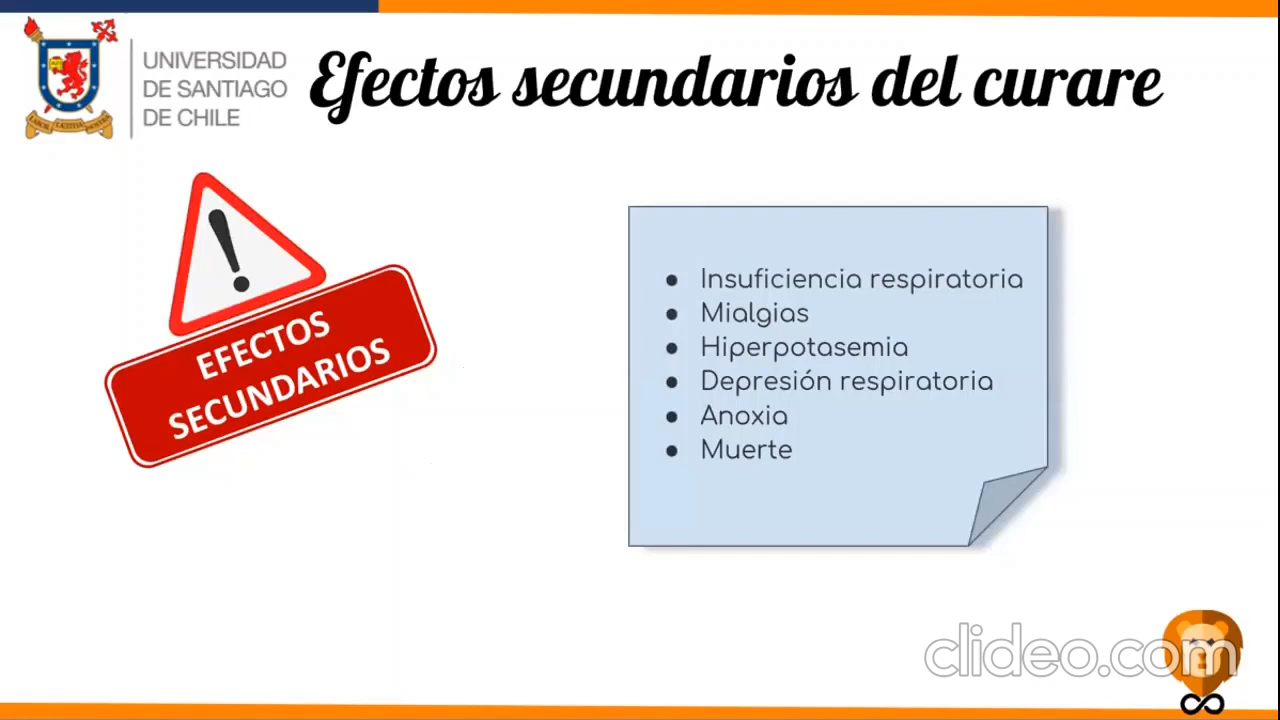 UNIVERSIDAD
DE SANTIAGO
DE CHILE
Efectos secundarios del curare
EFECTOS
SECUNDARIOS
● Insuficiencia respiratoria
● Mialgias
● Hiperpotasemia
● Depresión respiratoria
● Anoxia
● Muerte
clideo.com